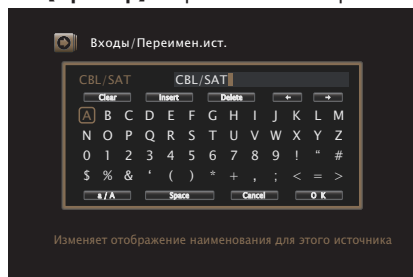 Входы/Переимен.ист.
CBL/SAT CBL/SAT
Clear Insert Delete ← →
A B C D E F G H I J K L M
N O P Q R S T U V W X Y Z
0 1 2 3 4 5 6 7 8 9 ! “ #
$ % & ‘ ( ) * + , ; < = >
a / A Space Cancel O K
Изменяет отображение наименования для этого источника